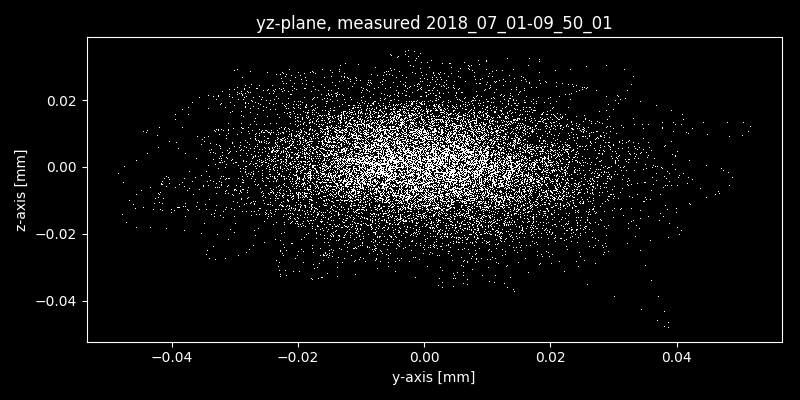 yz-plane, measured 2018_07_01-09_50_01
z-axis [mm]
0.02
0.00
−0.02
−0.04
−0.04 −0.02 0.00 0.02 0.04
y-axis [mm]